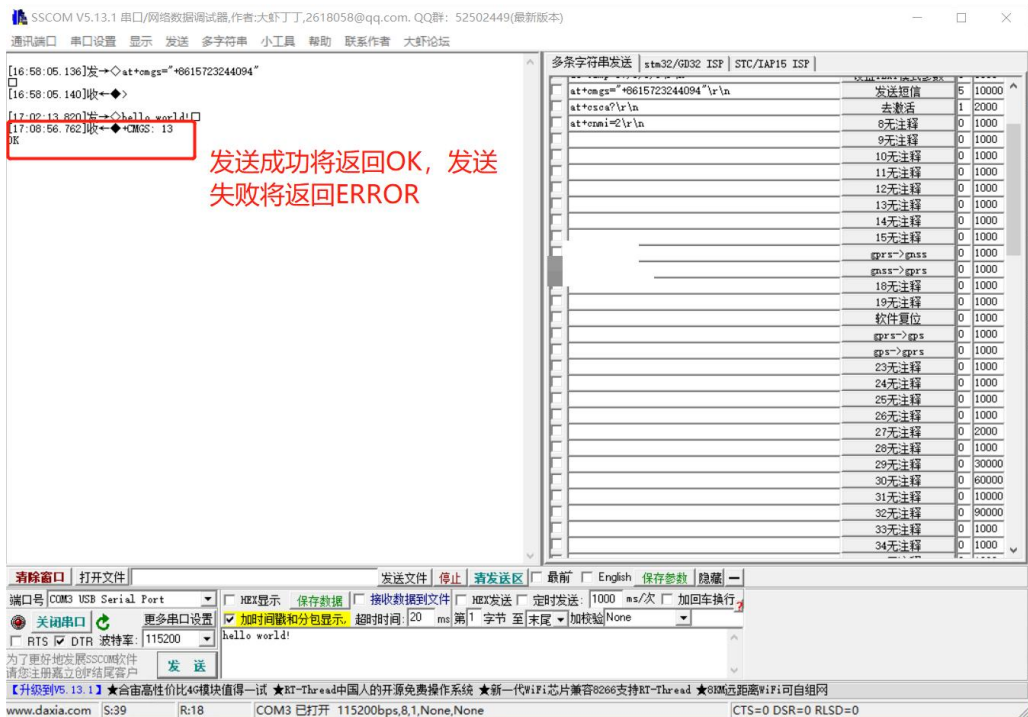 SSCOM V5.13.1 串口/网络数据调试器,作者:大虾丁丁,2618058@qq.com. QQ群: 52502449(最新版本)
通讯端口 串口设置 显示 发送 多字符串 小工具 帮助 联系作者 大虾论坛
[16:58:05.136]发→◇at+cmgs="+8615723244094"
□
[16:58:05.140]收←◆>
[17:02:13.820]发→◇hello world!□
[17:08:56.762]收←◆+CMGS: 13
OK
发送成功将返回OK，发送
失败将返回ERROR
多条字符串发送 stm32/GD32 ISP STC/IAP15 ISP
at+cmgs="+8615723244094"\r\n 发送短信 5 10000
at+csca?\r\n 去激活 1 2000
at+cnmi=2\r\n 8无注释 0 1000
9无注释 0 1000
10无注释 0 1000
11无注释 0 1000
12无注释 0 1000
13无注释 0 1000
14无注释 0 1000
15无注释 0 1000
gprs->gnss 0 1000
gnss->gprs 0 1000
18无注释 0 1000
19无注释 0 1000
软件复位 0 1000
gprs->gps 0 1000
gps->gprs 0 1000
23无注释 0 1000
24无注释 0 1000
25无注释 0 1000
26无注释 0 1000
27无注释 0 2000
28无注释 0 1000
29无注释 0 30000
30无注释 0 60000
31无注释 0 10000
32无注释 0 90000
33无注释 0 1000
34无注释 0 1000
清除窗口 打开文件 发送文件 停止 清发送区 最前 English 保存参数 隐藏
端口号 COM3 USB Serial Port HEX显示 保存数据 接收数据到文件 HEX发送 定时发送: 1000 ms/次 加回车换行
关闭串口 更多串口设置 加时间戳和分包显示, 超时时间: 20 ms 第1 字节 至 末尾 加校验 None
RTS DTR 波特率: 115200 hello world!
为了更好地发展SSCOM软件
请您注册嘉立创F结尾客户 发 送
【升级到V5.13.1】★合宙高性价比4G模块值得一试 ★RT-Thread中国人的开源免费操作系统 ★新一代WiFi芯片兼容8266支持RT-Thread ★8KM远距离WiFi可自组网
www.daxia.com S:39 R:18 COM3 已打开 115200bps,8,1,None,None CTS=0 DSR=0 RLSD=0